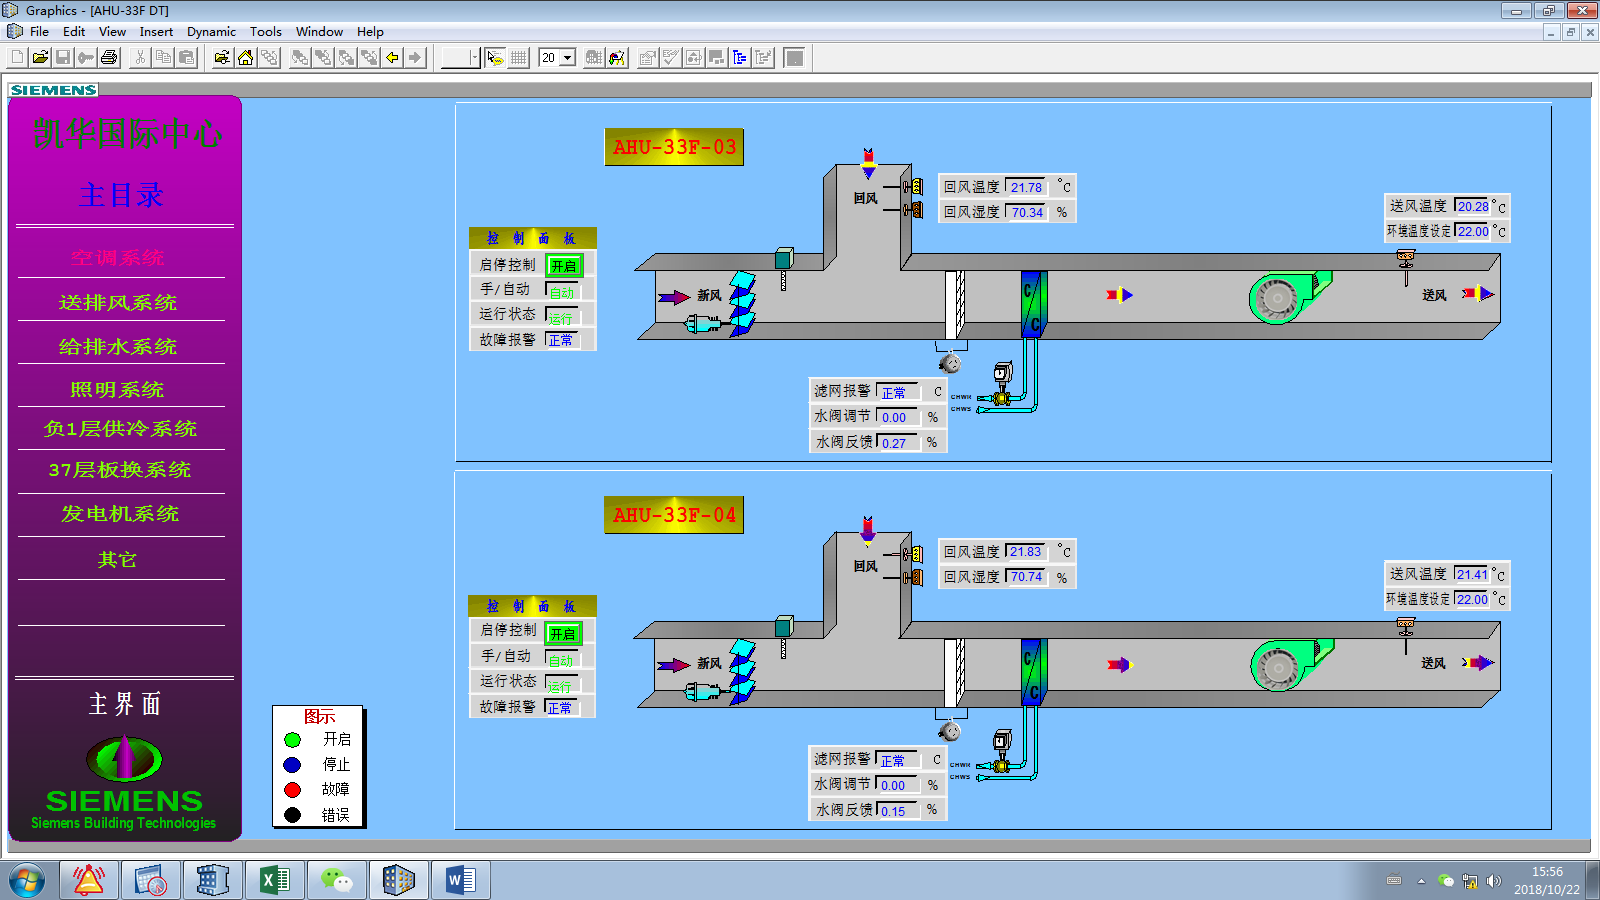 Graphics - [AHU-33F DT]
File Edit View Insert Dynamic Tools Window Help
20
SIEMENS
凯华国际中心
主目录
空调系统
送排风系统
给排水系统
照明系统
负1层供冷系统
37层板换系统
发电机系统
其它
主界面
SIEMENS
Siemens Building Technologies
图示
开启
停止
故障
错误
AHU-33F-03
控制面板
启停控制 开启
手/自动 自动
运行状态 运行
故障报警 正常
回风
回风温度 21.78 °C
回风湿度 70.34 %
送风温度 20.28 °C
环境温度设定 22.00 °C
新风
送风
C
C
滤网报警 正常 C
水阀调节 0.00 %
水阀反馈 0.27 %
CHWR
CHWS
AHU-33F-04
控制面板
启停控制 开启
手/自动 自动
运行状态 运行
故障报警 正常
回风
回风温度 21.83 °C
回风湿度 70.74 %
送风温度 21.41 °C
环境温度设定 22.00 °C
新风
送风
C
C
滤网报警 正常 C
水阀调节 0.00 %
水阀反馈 0.15 %
CHWR
CHWS
15:56
2018/10/22